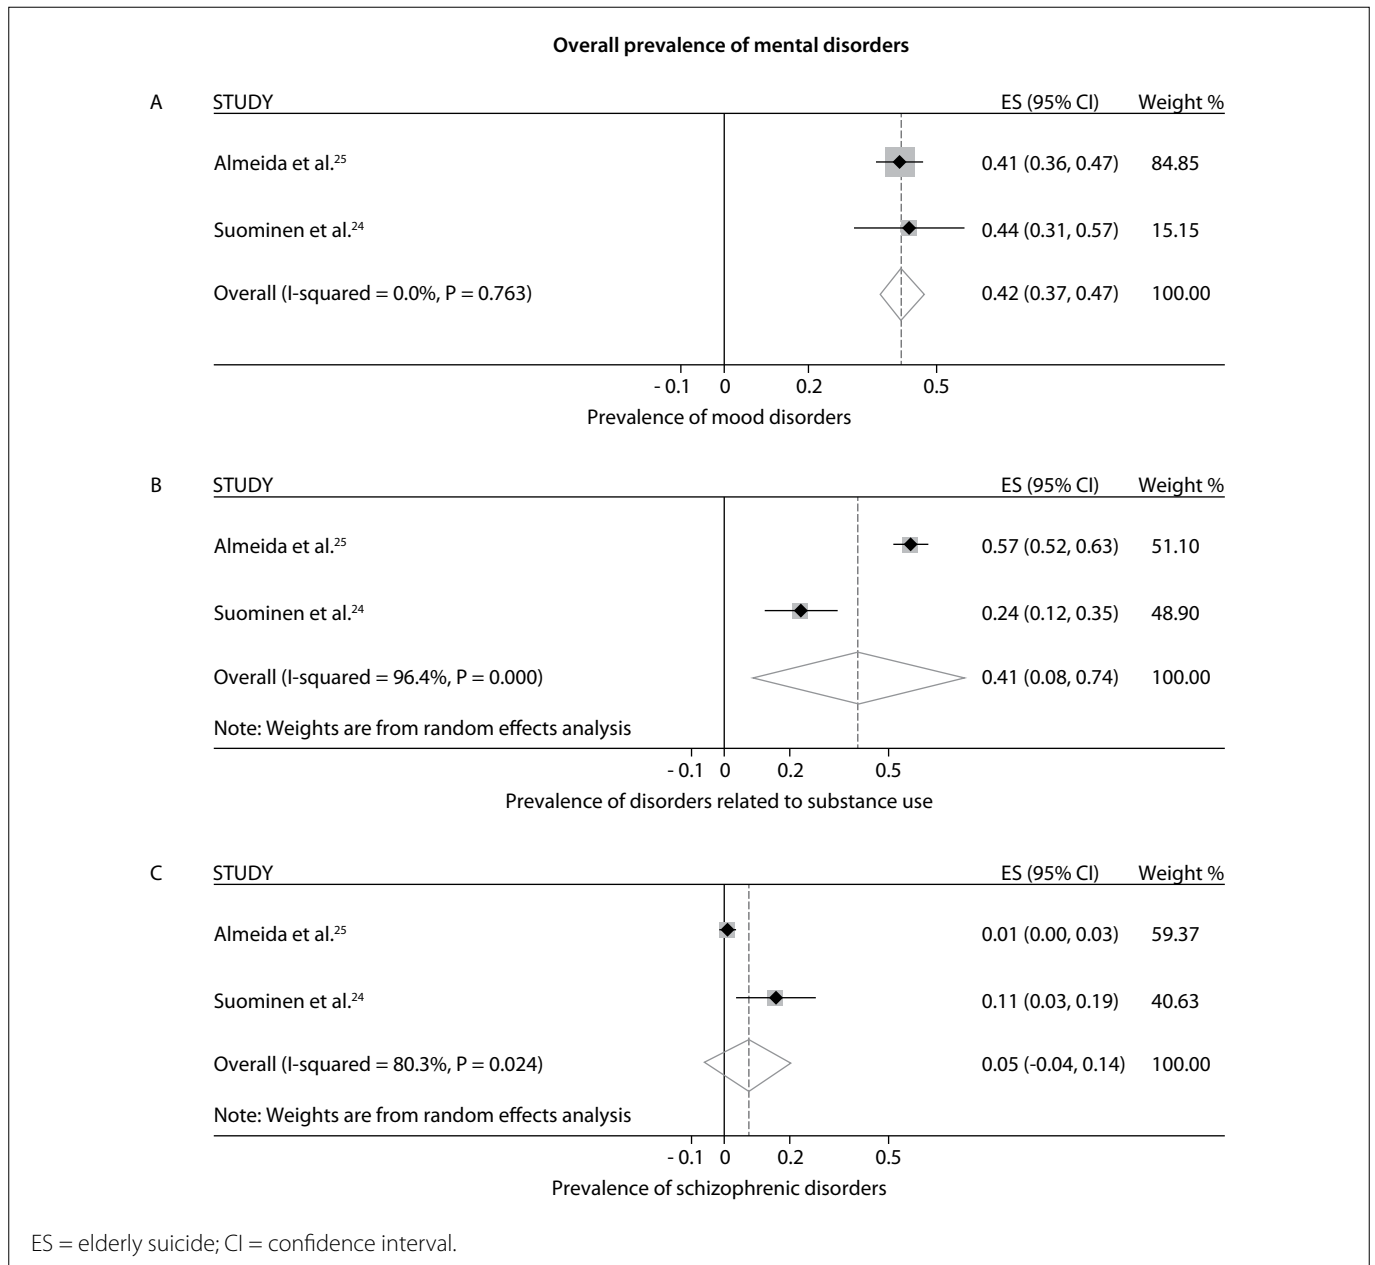 Overall prevalence of mental disorders
A STUDY ES (95% CI) Weight %
Almeida et al.²⁵ 0.41 (0.36, 0.47) 84.85
Suominen et al.²⁴ 0.44 (0.31, 0.57) 15.15
Overall (I-squared = 0.0%, P = 0.763) 0.42 (0.37, 0.47) 100.00
- 0.1 0 0.2 0.5
Prevalence of mood disorders
B STUDY ES (95% CI) Weight %
Almeida et al.²⁵ 0.57 (0.52, 0.63) 51.10
Suominen et al.²⁴ 0.24 (0.12, 0.35) 48.90
Overall (I-squared = 96.4%, P = 0.000) 0.41 (0.08, 0.74) 100.00
Note: Weights are from random effects analysis
- 0.1 0 0.2 0.5
Prevalence of disorders related to substance use
C STUDY ES (95% CI) Weight %
Almeida et al.²⁵ 0.01 (0.00, 0.03) 59.37
Suominen et al.²⁴ 0.11 (0.03, 0.19) 40.63
Overall (I-squared = 80.3%, P = 0.024) 0.05 (-0.04, 0.14) 100.00
Note: Weights are from random effects analysis
- 0.1 0 0.2 0.5
Prevalence of schizophrenic disorders
ES = elderly suicide; CI = confidence interval.